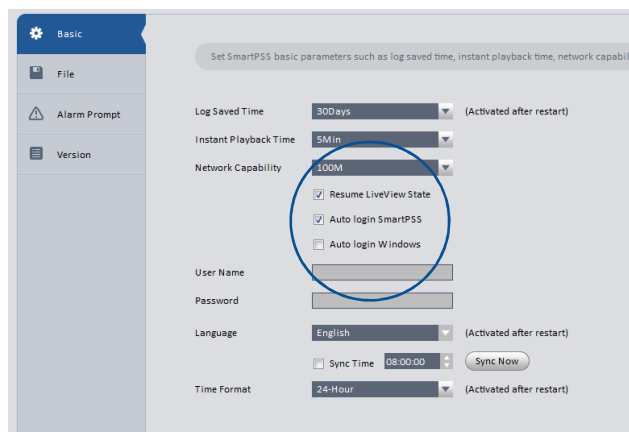 Basic
File
Alarm Prompt
Version
Set SmartPSS basic parameters such as log saved time, instant playback time, network capabil
Log Saved Time 30Days (Activated after restart)
Instant Playback Time 5Min
Network Capability 100M
Resume LiveView State
Auto login SmartPSS
Auto login Windows
User Name
Password
Language English (Activated after restart)
Sync Time 08:00:00 Sync Now
Time Format 24-Hour (Activated after restart)